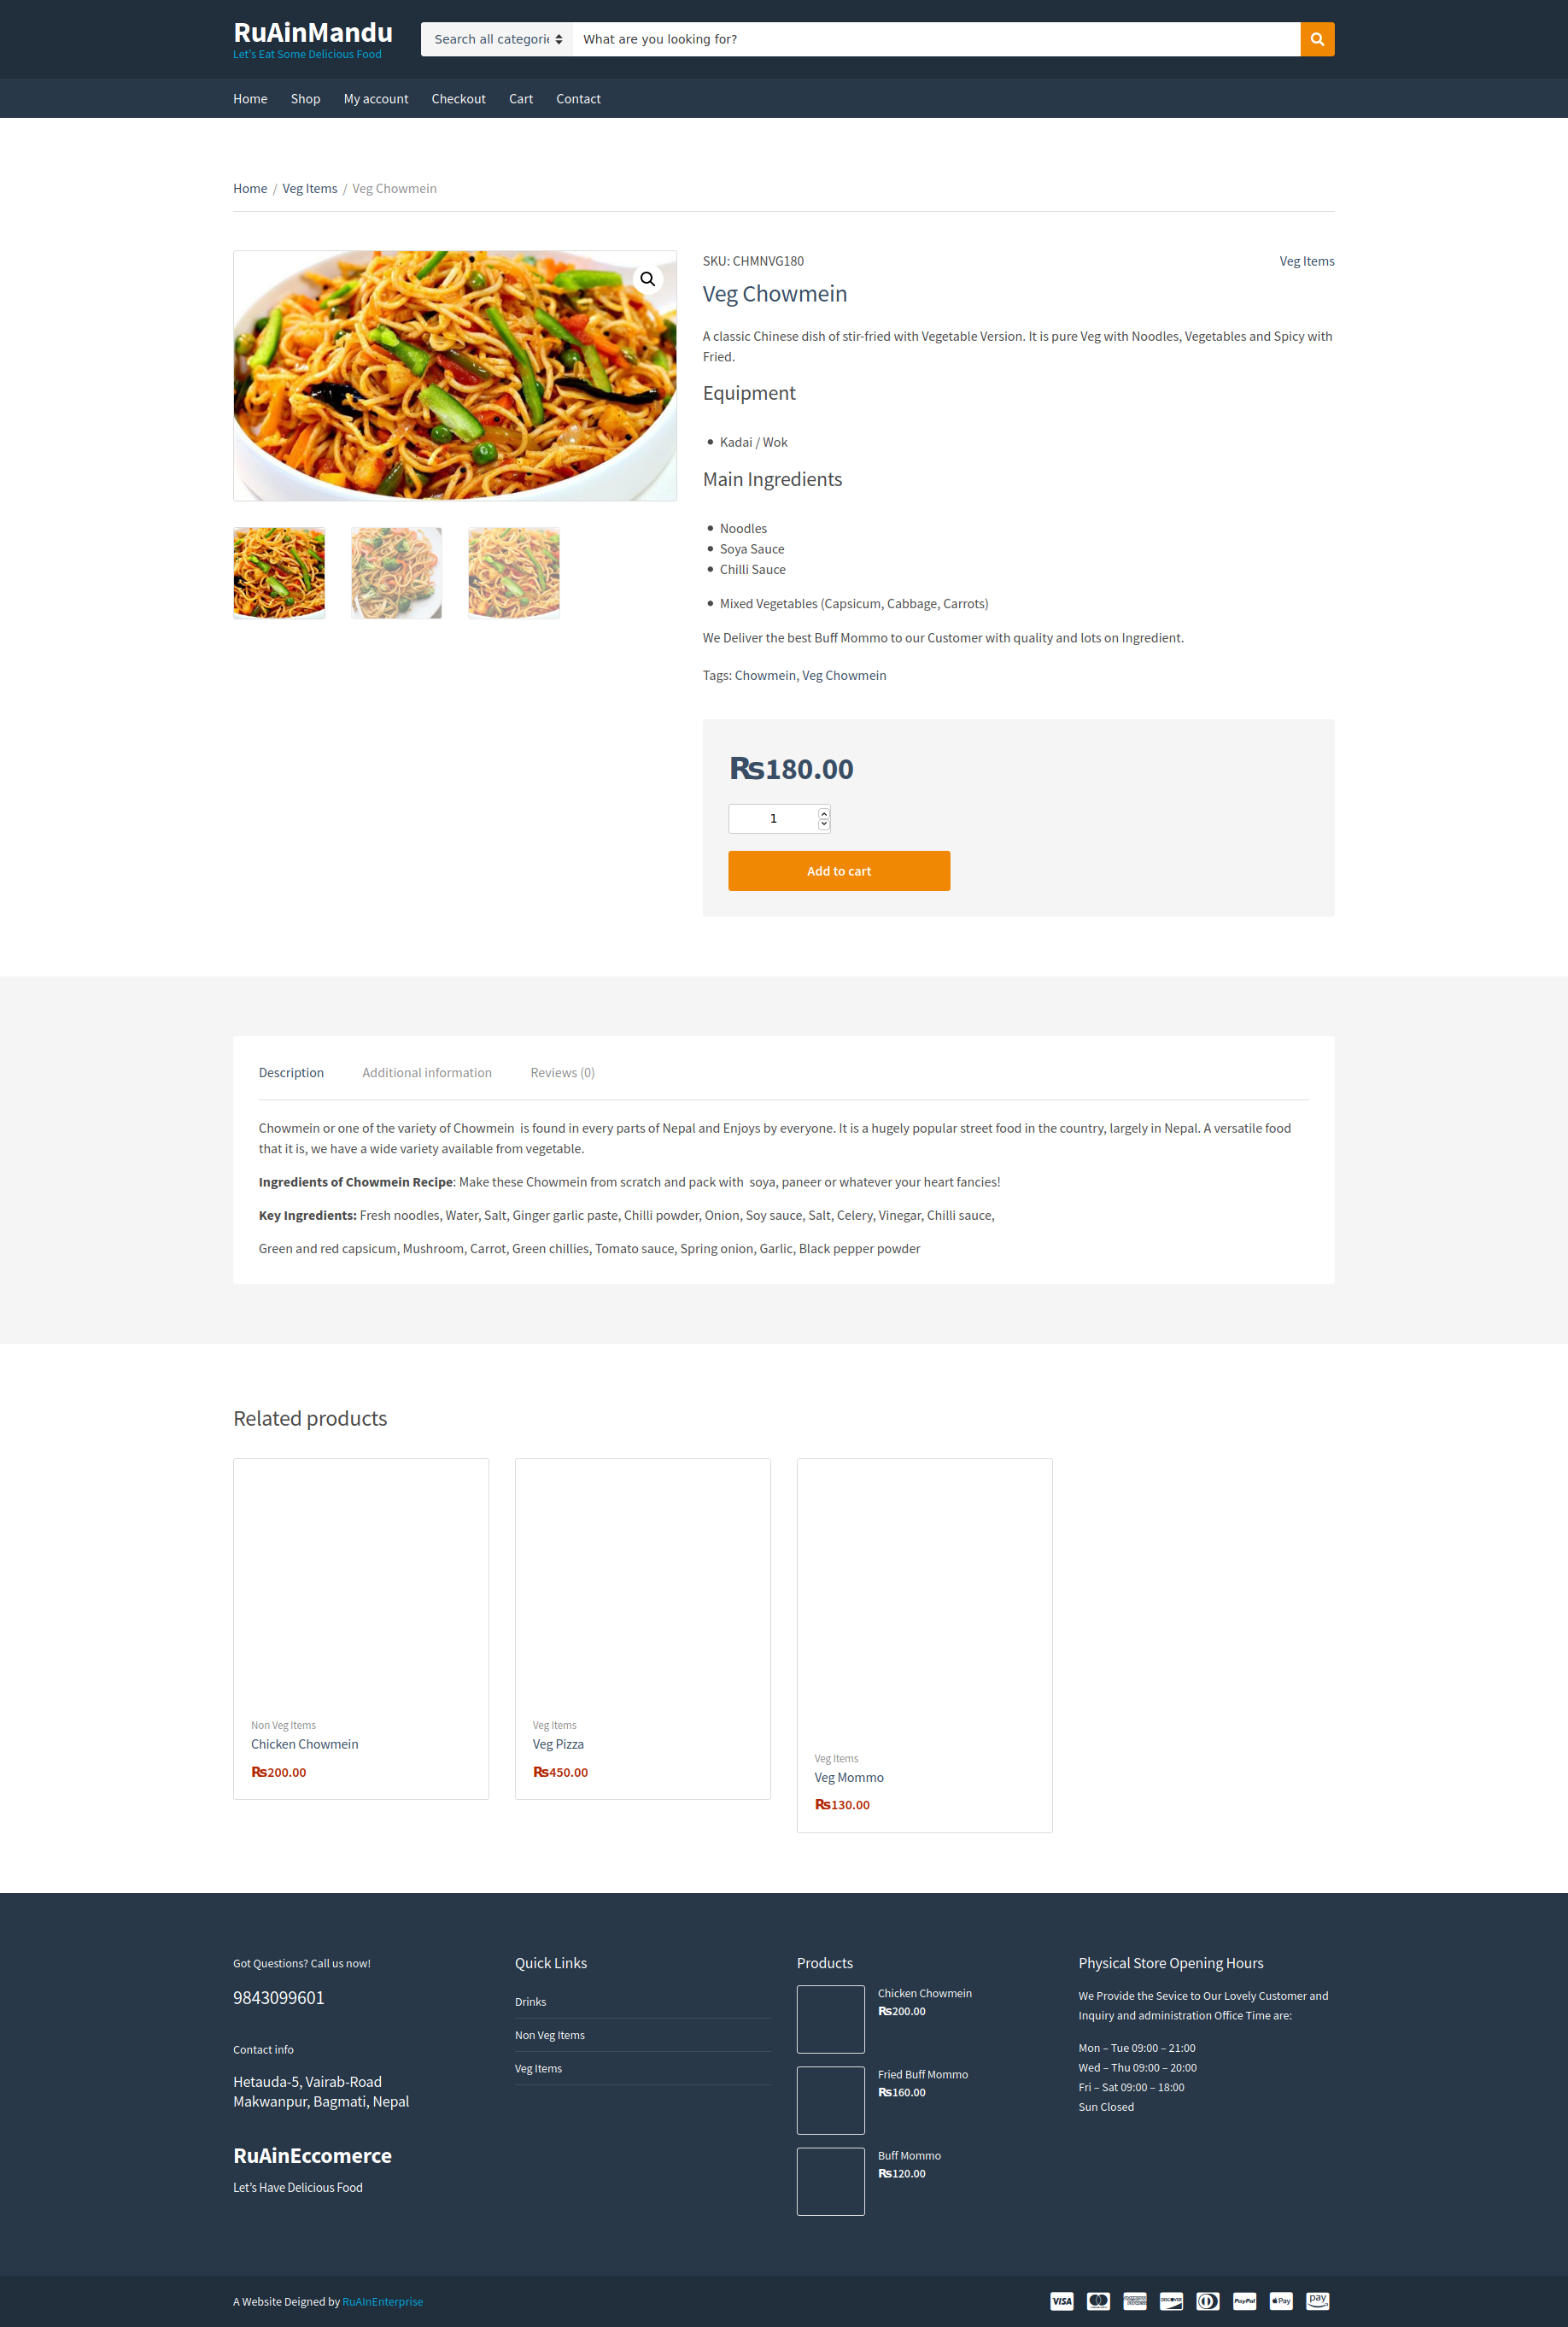 RuAinMandu
Let's Eat Some Delicious Food
Search all categori
What are you looking for?
Home
Shop
My account
Checkout
Cart
Contact
Home / Veg Items / Veg Chowmein
SKU: CHMNVG180
Veg Items
Veg Chowmein
A classic Chinese dish of stir-fried with Vegetable Version. It is pure Veg with Noodles, Vegetables and Spicy with
Fried.
Equipment
Kadai / Wok
Main Ingredients
Noodles
Soya Sauce
Chilli Sauce
Mixed Vegetables (Capsicum, Cabbage, Carrots)
We Deliver the best Buff Mommo to our Customer with quality and lots on Ingredient.
Tags: Chowmein, Veg Chowmein
₨180.00
1
Add to cart
Description
Additional information
Reviews (0)
Chowmein or one of the variety of Chowmein  is found in every parts of Nepal and Enjoys by everyone. It is a hugely popular street food in the country, largely in Nepal. A versatile food
that it is, we have a wide variety available from vegetable.
Ingredients of Chowmein Recipe: Make these Chowmein from scratch and pack with  soya, paneer or whatever your heart fancies!
Key Ingredients: Fresh noodles, Water, Salt, Ginger garlic paste, Chilli powder, Onion, Soy sauce, Salt, Celery, Vinegar, Chilli sauce,
Green and red capsicum, Mushroom, Carrot, Green chillies, Tomato sauce, Spring onion, Garlic, Black pepper powder
Related products
Non Veg Items
Chicken Chowmein
₨200.00
Veg Items
Veg Pizza
₨450.00
Veg Items
Veg Mommo
₨130.00
Got Questions? Call us now!
9843099601
Contact info
Hetauda-5, Vairab-Road
Makwanpur, Bagmati, Nepal
RuAinEccomerce
Let's Have Delicious Food
Quick Links
Drinks
Non Veg Items
Veg Items
Products
Chicken Chowmein
₨200.00
Fried Buff Mommo
₨160.00
Buff Mommo
₨120.00
Physical Store Opening Hours
We Provide the Sevice to Our Lovely Customer and
Inquiry and administration Office Time are:
Mon – Tue 09:00 – 21:00
Wed – Thu 09:00 – 20:00
Fri – Sat 09:00 – 18:00
Sun Closed
A Website Deigned by RuAInEnterprise
VISA
AMERICAN EXPRESS
DISCOVER
PayPal
Pay
pay